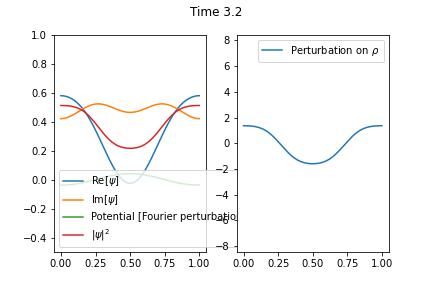 Time 3.2
1.0
0.8
0.6
0.4
0.2
0.0
−0.2
−0.4
Re[ψ]
Im[ψ]
Potential [Fourier perturbatio
|ψ|²
0.00 0.25 0.50 0.75 1.00
8
6
4
2
0
−2
−4
−6
−8
Perturbation on ρ
0.00 0.25 0.50 0.75 1.00